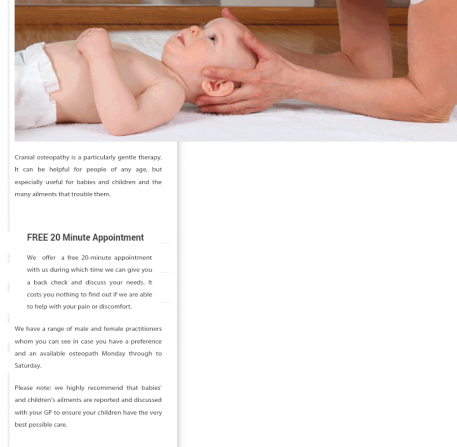 Cranial osteopathy is a particularly gentle therapy.
It can be helpful for people of any age, but
especially useful for babies and children and the
many ailments that trouble them.
FREE 20 Minute Appointment
We offer a free 20-minute appointment
with us during which time we can give you
a back check and discuss your needs. It
costs you nothing to find out if we are able
to help with your pain or discomfort.
We have a range of male and female practitioners
whom you can see in case you have a preference
and an available osteopath Monday through to
Saturday.
Please note: we highly recommend that babies'
and children's ailments are reported and discussed
with your GP to ensure your children have the very
best possible care.